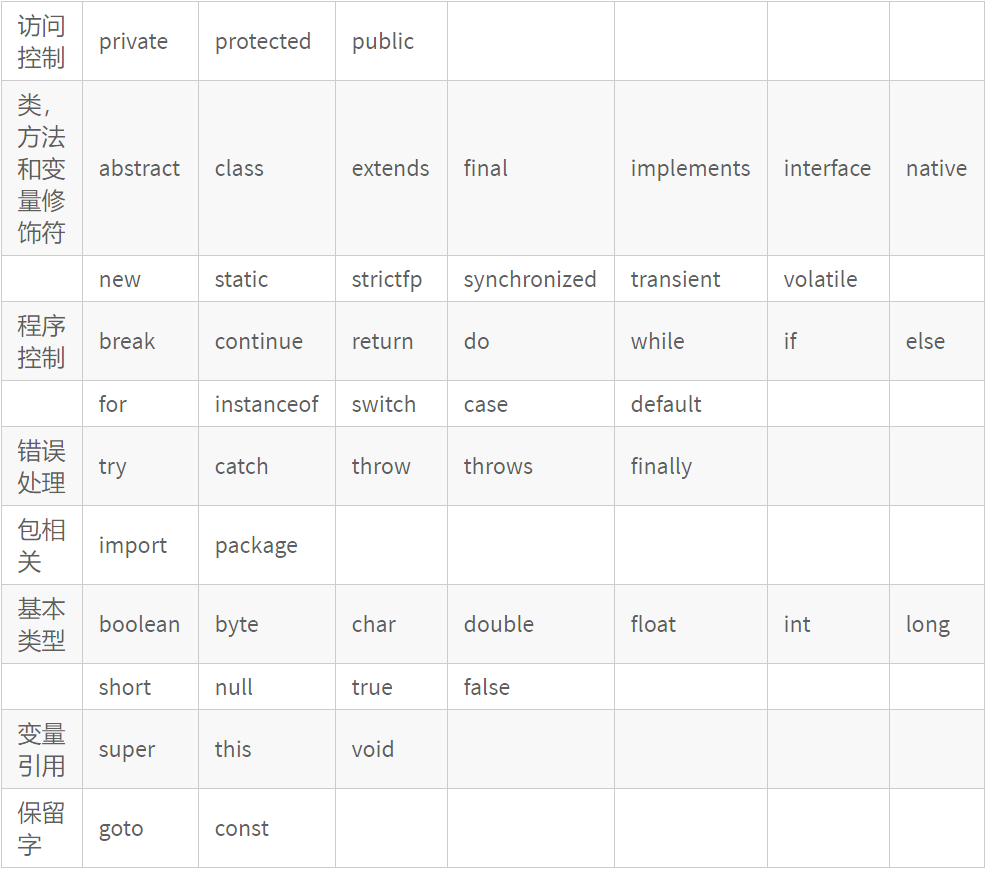 访问
控制 private protected public
类，
方法
和变
量修
饰符 abstract class extends final implements interface native
new static strictfp synchronized transient volatile
程序
控制 break continue return do while if else
for instanceof switch case default
错误
处理 try catch throw throws finally
包相
关 import package
基本
类型 boolean byte char double float int long
short null true false
变量
引用 super this void
保留
字 goto const